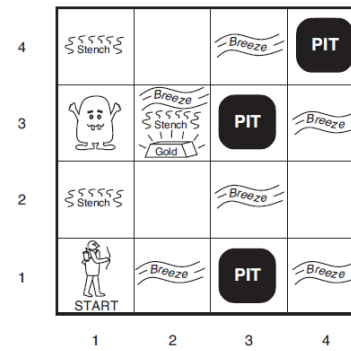 4
Stench
Breeze
PIT
3
Breeze
Stench
Gold
PIT
Breeze
2
Stench
Breeze
1
START
Breeze
PIT
Breeze
1
2
3
4